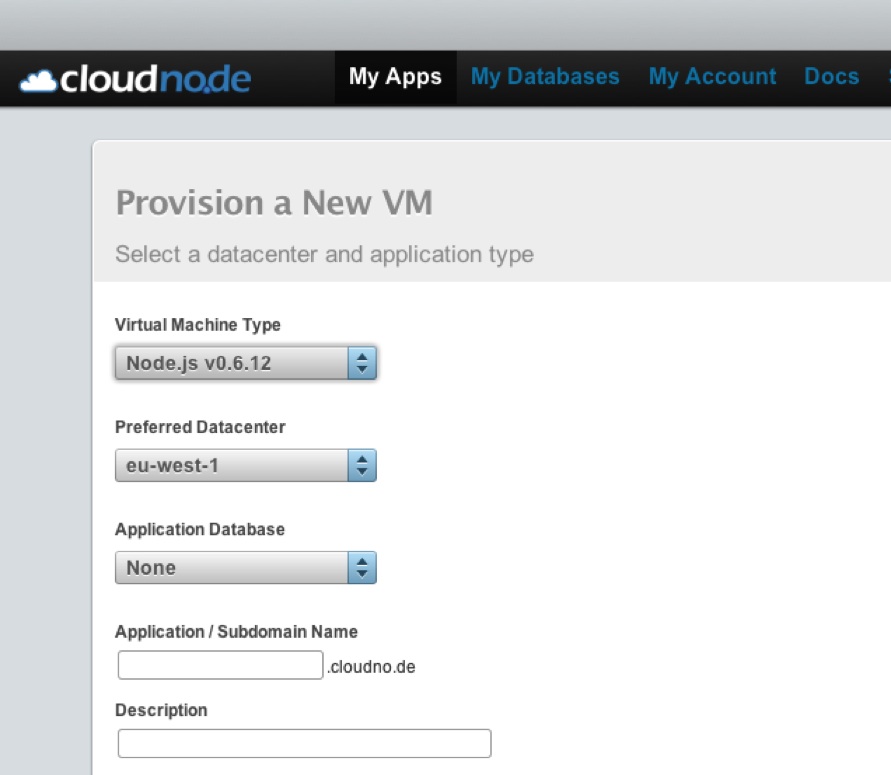 cloudno.de
My Apps My Databases My Account Docs
Provision a New VM
Select a datacenter and application type
Virtual Machine Type
Node.js v0.6.12
Preferred Datacenter
eu-west-1
Application Database
None
Application / Subdomain Name
.cloudno.de
Description